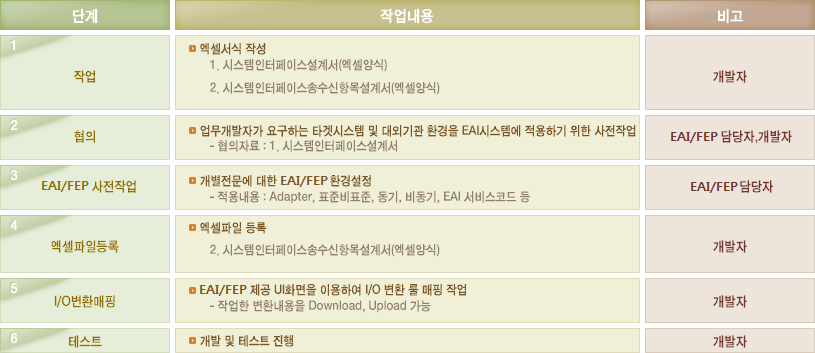 단계
작업내용
비고
1
작업
엑셀서식 작성
1. 시스템인터페이스설계서(엑셀양식)
2. 시스템인터페이스송수신항목설계서(엑셀양식)
개발자
2
협의
업무개발자가 요구하는 타겟시스템 및 대외기관 환경을 EAI시스템에 적용하기 위한 사전작업
- 협의자료 : 1. 시스템인터페이스설계서
EAI/FEP 담당자,개발자
3
EAI/FEP 사전작업
개별전문에 대한 EAI/FEP 환경설정
- 적용내용 : Adapter, 표준비표준, 동기, 비동기, EAI 서비스코드 등
EAI/FEP담당자
4
엑셀파일등록
엑셀파일 등록
2. 시스템인터페이스송수신항목설계서(엑셀양식)
개발자
5
I/O변환매핑
EAI/FEP 제공 UI화면을 이용하여 I/O 변환 룰 매핑 작업
- 작업한 변환내용을 Download, Upload 가능
개발자
6
테스트
개발 및 테스트 진행
개발자